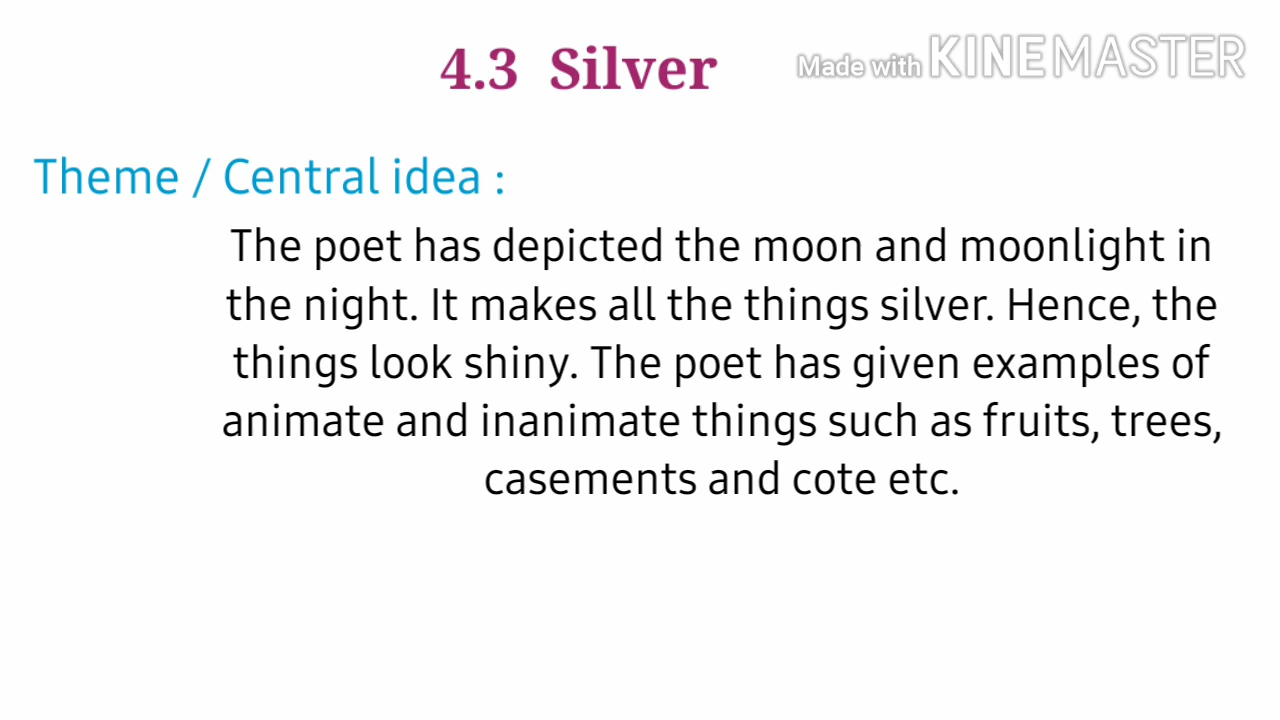 4.3 Silver
Made with KINEMASTER
Theme / Central idea :
The poet has depicted the moon and moonlight in
the night. It makes all the things silver. Hence, the
things look shiny. The poet has given examples of
animate and inanimate things such as fruits, trees,
casements and cote etc.